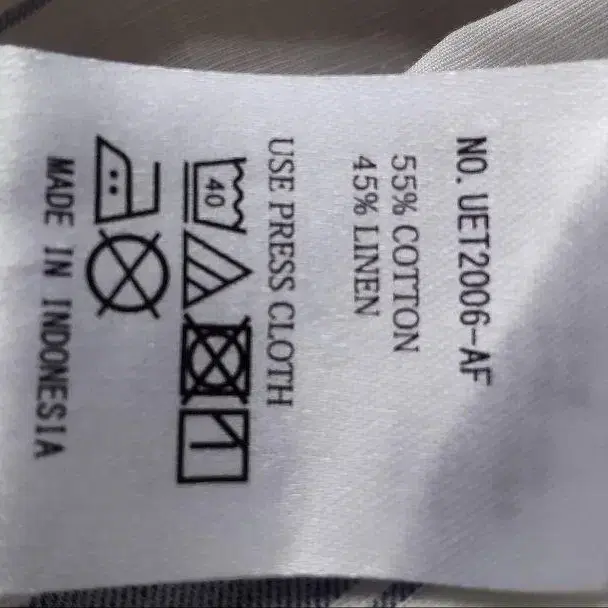 NO. UET2006-AF
55% COTTON
45% LINEN
USE PRESS CLOTH
40
MADE IN INDONESIA